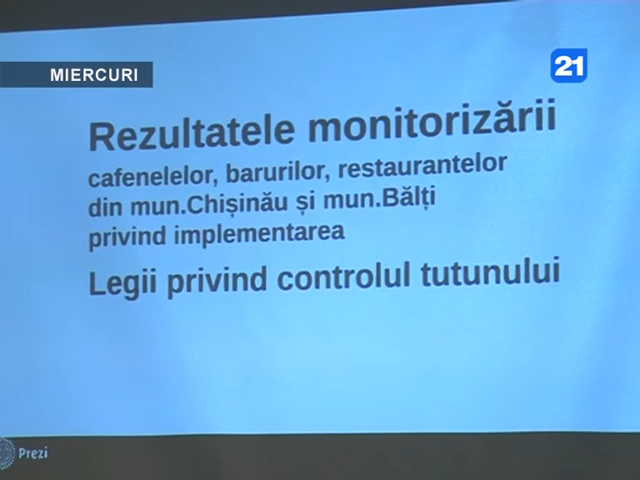 MIERCURI
21
Rezultatele monitorizării
cafenelelor, barurilor, restaurantelor
din mun.Chișinău și mun.Bălți
privind implementarea
Legii privind controlul tutunului
Prezi